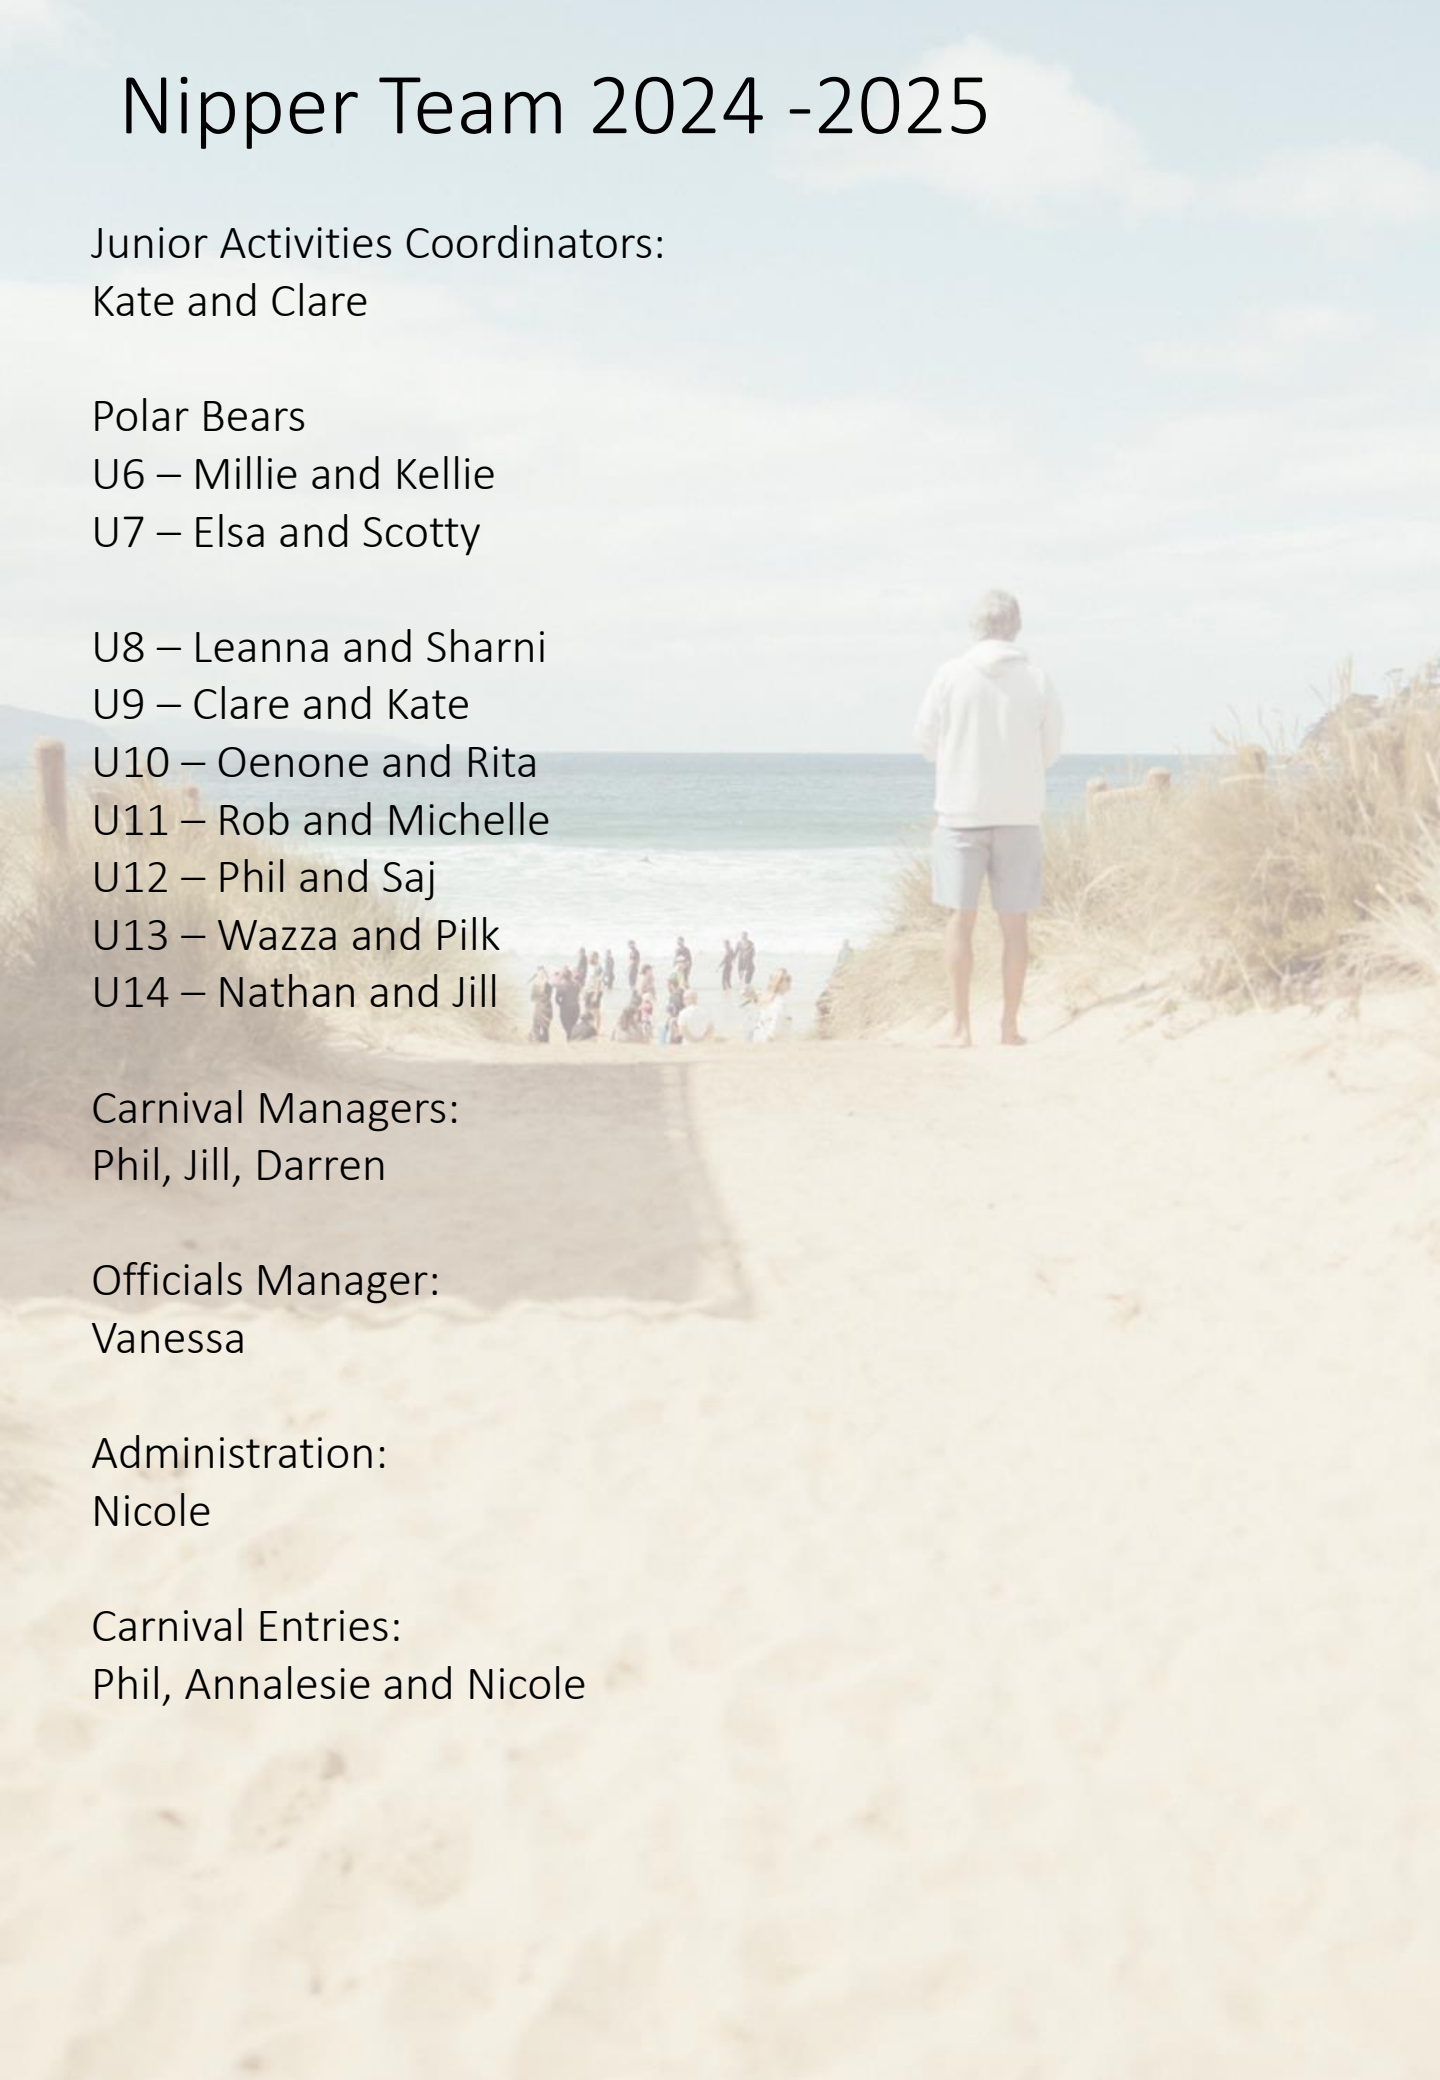 Nipper Team 2024 -2025
Junior Activities Coordinators:
Kate and Clare
Polar Bears
U6 – Millie and Kellie
U7 – Elsa and Scotty
U8 – Leanna and Sharni
U9 – Clare and Kate
U10 – Oenone and Rita
U11 – Rob and Michelle
U12 – Phil and Saj
U13 – Wazza and Pilk
U14 – Nathan and Jill
Carnival Managers:
Phil, Jill, Darren
Officials Manager:
Vanessa
Administration:
Nicole
Carnival Entries:
Phil, Annalesie and Nicole